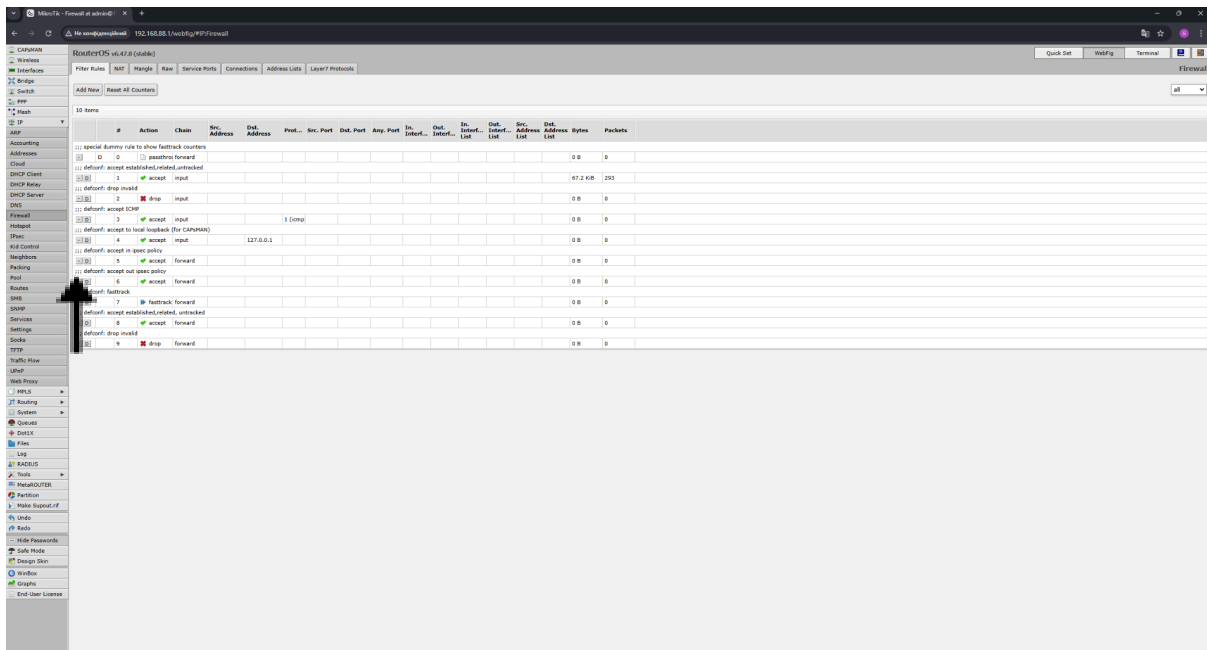 MikroTik - Firewall at admin@
Не конфіденційний 192.168.88.1/webfig/#IP:Firewall
RouterOS v6.47.8 (stable)
Quick Set WebFig Terminal
Filter Rules NAT Mangle Raw Service Ports Connections Address Lists Layer7 Protocols
Firewal
Add New Reset All Counters
all
10 items
# Action Chain Src. Address Dst. Address Prot... Src. Port Dst. Port Any. Port In. Interf... Out. Interf... In. Interf... List Out. Interf... List Src. Address List Dst. Address List Bytes Packets
;;; special dummy rule to show fasttrack counters
D 0 passthro forward 0 B 0
;;; defconf: accept established,related,untracked
- D 1 accept input 67.2 KiB 293
;;; defconf: drop invalid
- D 2 drop input 0 B 0
;;; defconf: accept ICMP
- D 3 accept input 1 (icmp 0 B 0
;;; defconf: accept to local loopback (for CAPsMAN)
- D 4 accept input 127.0.0.1 0 B 0
;;; defconf: accept in ipsec policy
- D 5 accept forward 0 B 0
;;; defconf: accept out ipsec policy
D 6 accept forward 0 B 0
defconf: fasttrack
D 7 fasttrack forward 0 B 0
defconf: accept established,related, untracked
D 8 accept forward 0 B 0
defconf: drop invalid
D 9 drop forward 0 B 0
CAPsMAN
Wireless
Interfaces
Bridge
Switch
PPP
Mesh
IP
ARP
Accounting
Addresses
Cloud
DHCP Client
DHCP Relay
DHCP Server
DNS
Firewall
Hotspot
IPsec
Kid Control
Neighbors
Packing
Pool
Routes
SMB
SNMP
Services
Settings
Socks
TFTP
Traffic Flow
UPnP
Web Proxy
MPLS
Routing
System
Queues
Dot1X
Files
Log
RADIUS
Tools
MetaROUTER
Partition
Make Supout.rif
Undo
Redo
Hide Passwords
Safe Mode
Design Skin
WinBox
Graphs
End-User License